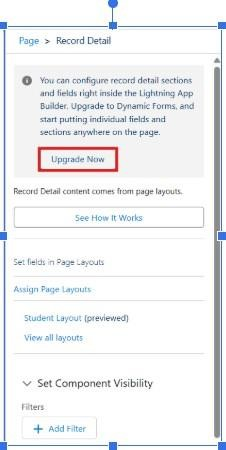 Page > Record Detail
You can configure record detail sections
and fields right inside the Lightning App
Builder. Upgrade to Dynamic Forms, and
start putting individual fields and
sections anywhere on the page.
Upgrade Now
Record Detail content comes from page layouts.
See How It Works
Set fields in Page Layouts
Assign Page Layouts
Student Layout (previewed)
View all layouts
Set Component Visibility
Filters
+ Add Filter